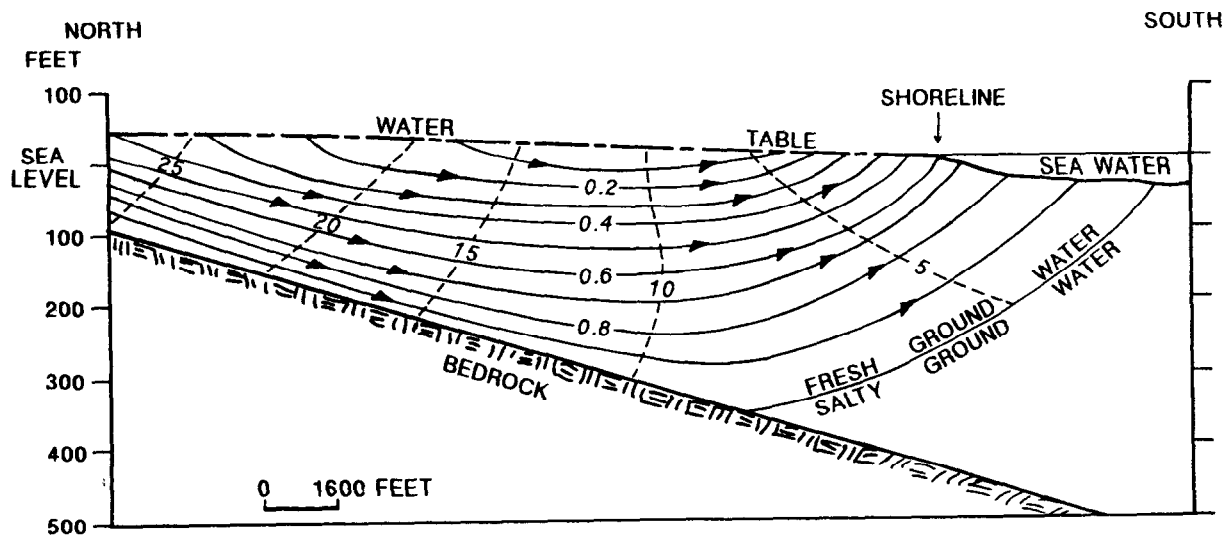 NORTH
SOUTH
FEET
100
SHORELINE
WATER
TABLE
SEA
LEVEL
SEA WATER
25
0.2
0.4
100
20
15
0.6
10
5
WATER
WATER
200
0.8
GROUND
GROUND
BEDROCK
FRESH
SALTY
300
400
0 1600 FEET
500